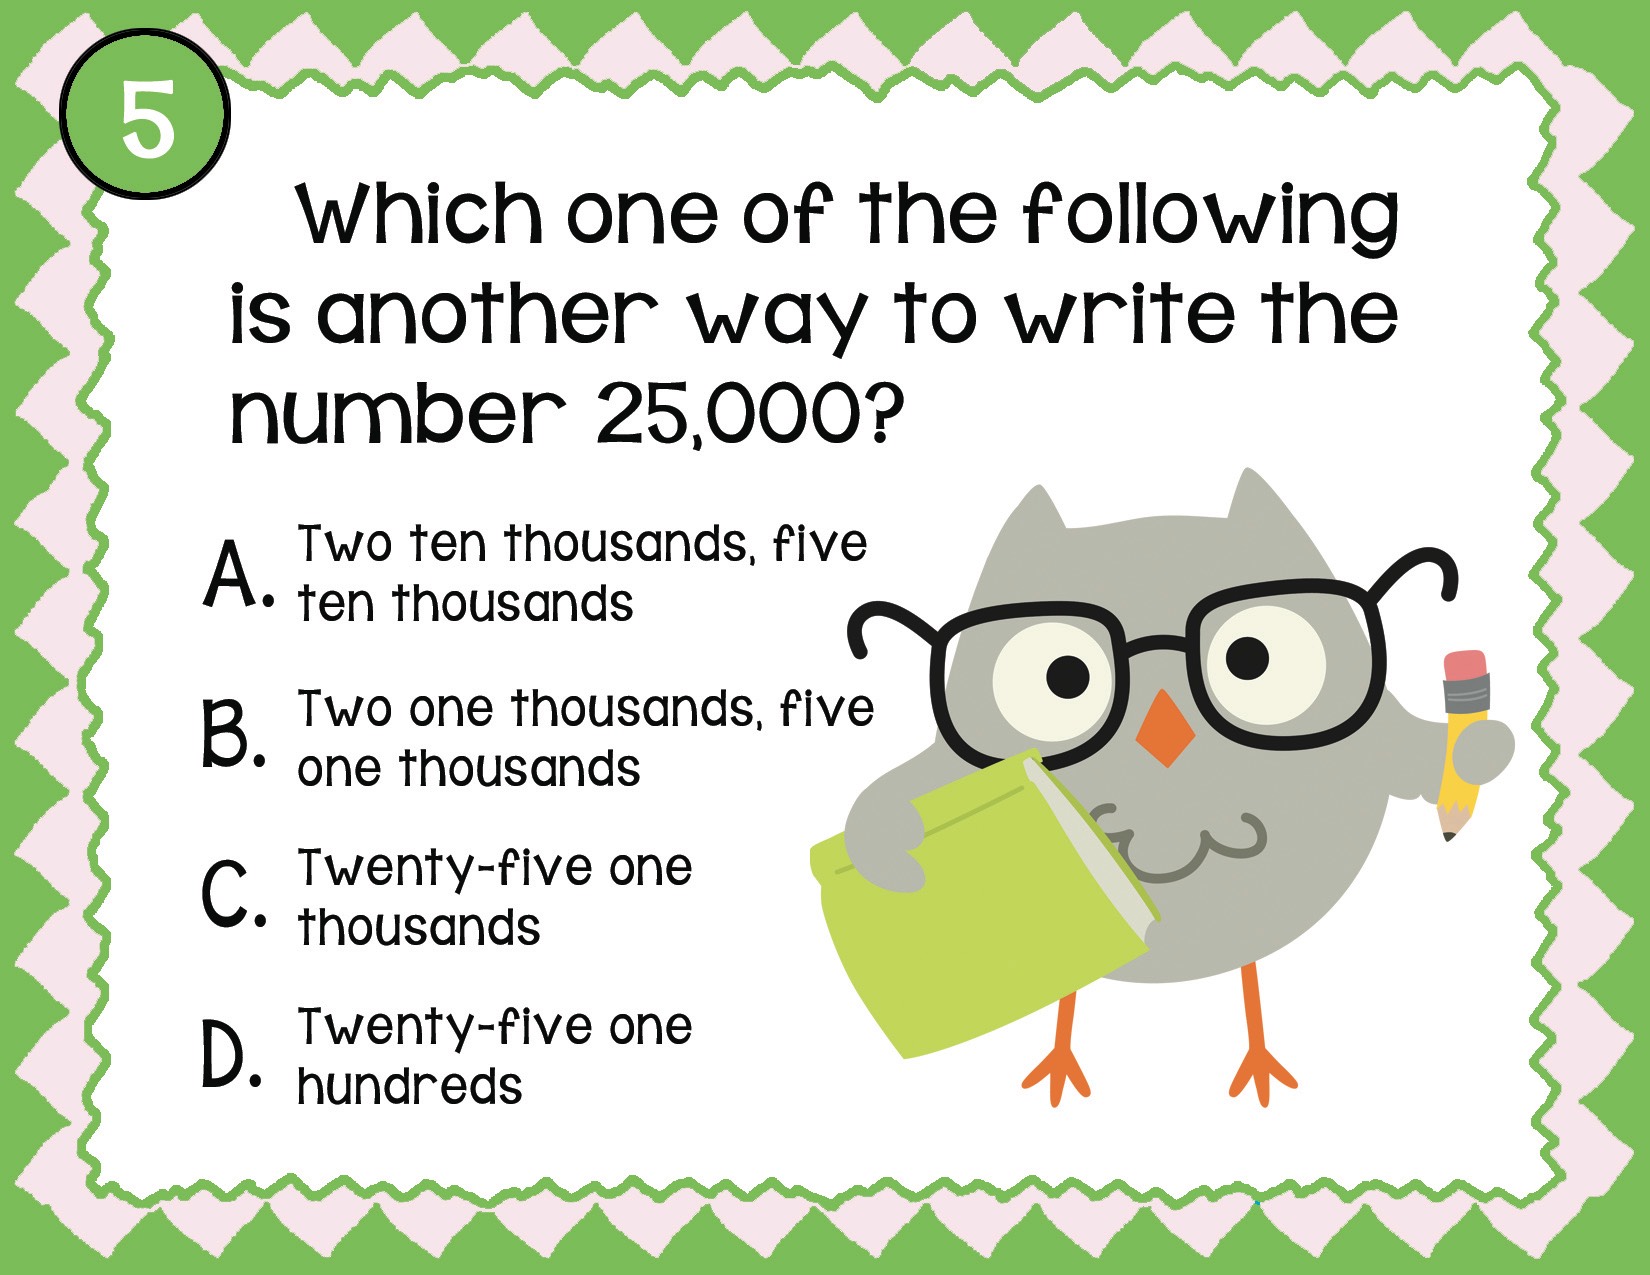 5
Which one of the following
is another way to write the
number 25,000?
A. Two ten thousands, five
ten thousands
B. Two one thousands, five
one thousands
C. Twenty-five one
thousands
D. Twenty-five one
hundreds